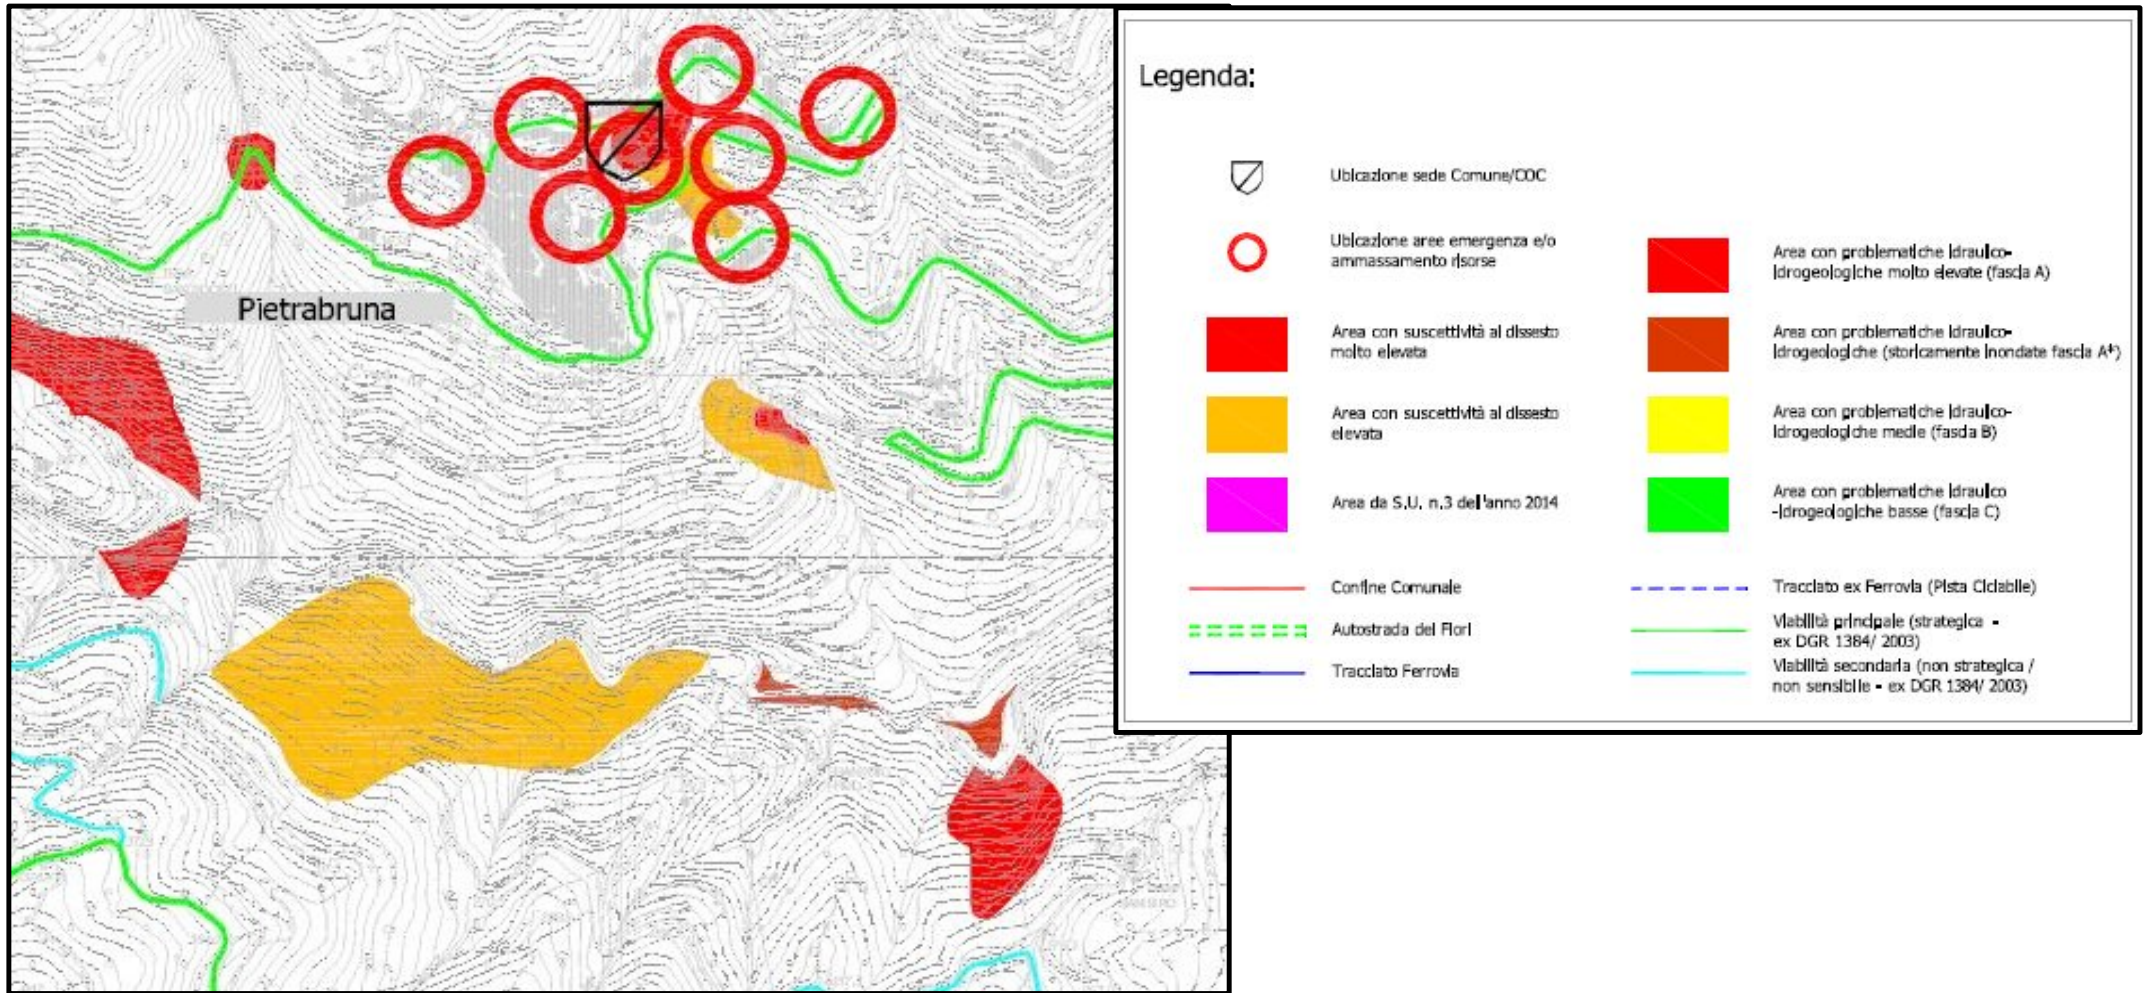 Pietrabruna
Legenda:
Ubicazione sede Comune/COC
Ubicazione aree emergenza e/o
ammassamento risorse
Area con suscettività al dissesto
molto elevata
Area con suscettività al dissesto
elevata
Area da S.U. n.3 dell'anno 2014
Confine Comunale
Autostrada dei Fiori
Tracciato Ferrovia
Area con problematiche idraulico-
idrogeologiche molto elevate (fascia A)
Area con problematiche idraulico-
idrogeologiche (storicamente inondate fascia A*)
Area con problematiche idraulico-
idrogeologiche medie (fascia B)
Area con problematiche idraulico
-idrogeologiche basse (fascia C)
Tracciato ex Ferrovia (Pista Ciclabile)
Viabilità principale (strategica -
ex DGR 1384/ 2003)
Viabilità secondaria (non strategica /
non sensibile - ex DGR 1384/ 2003)